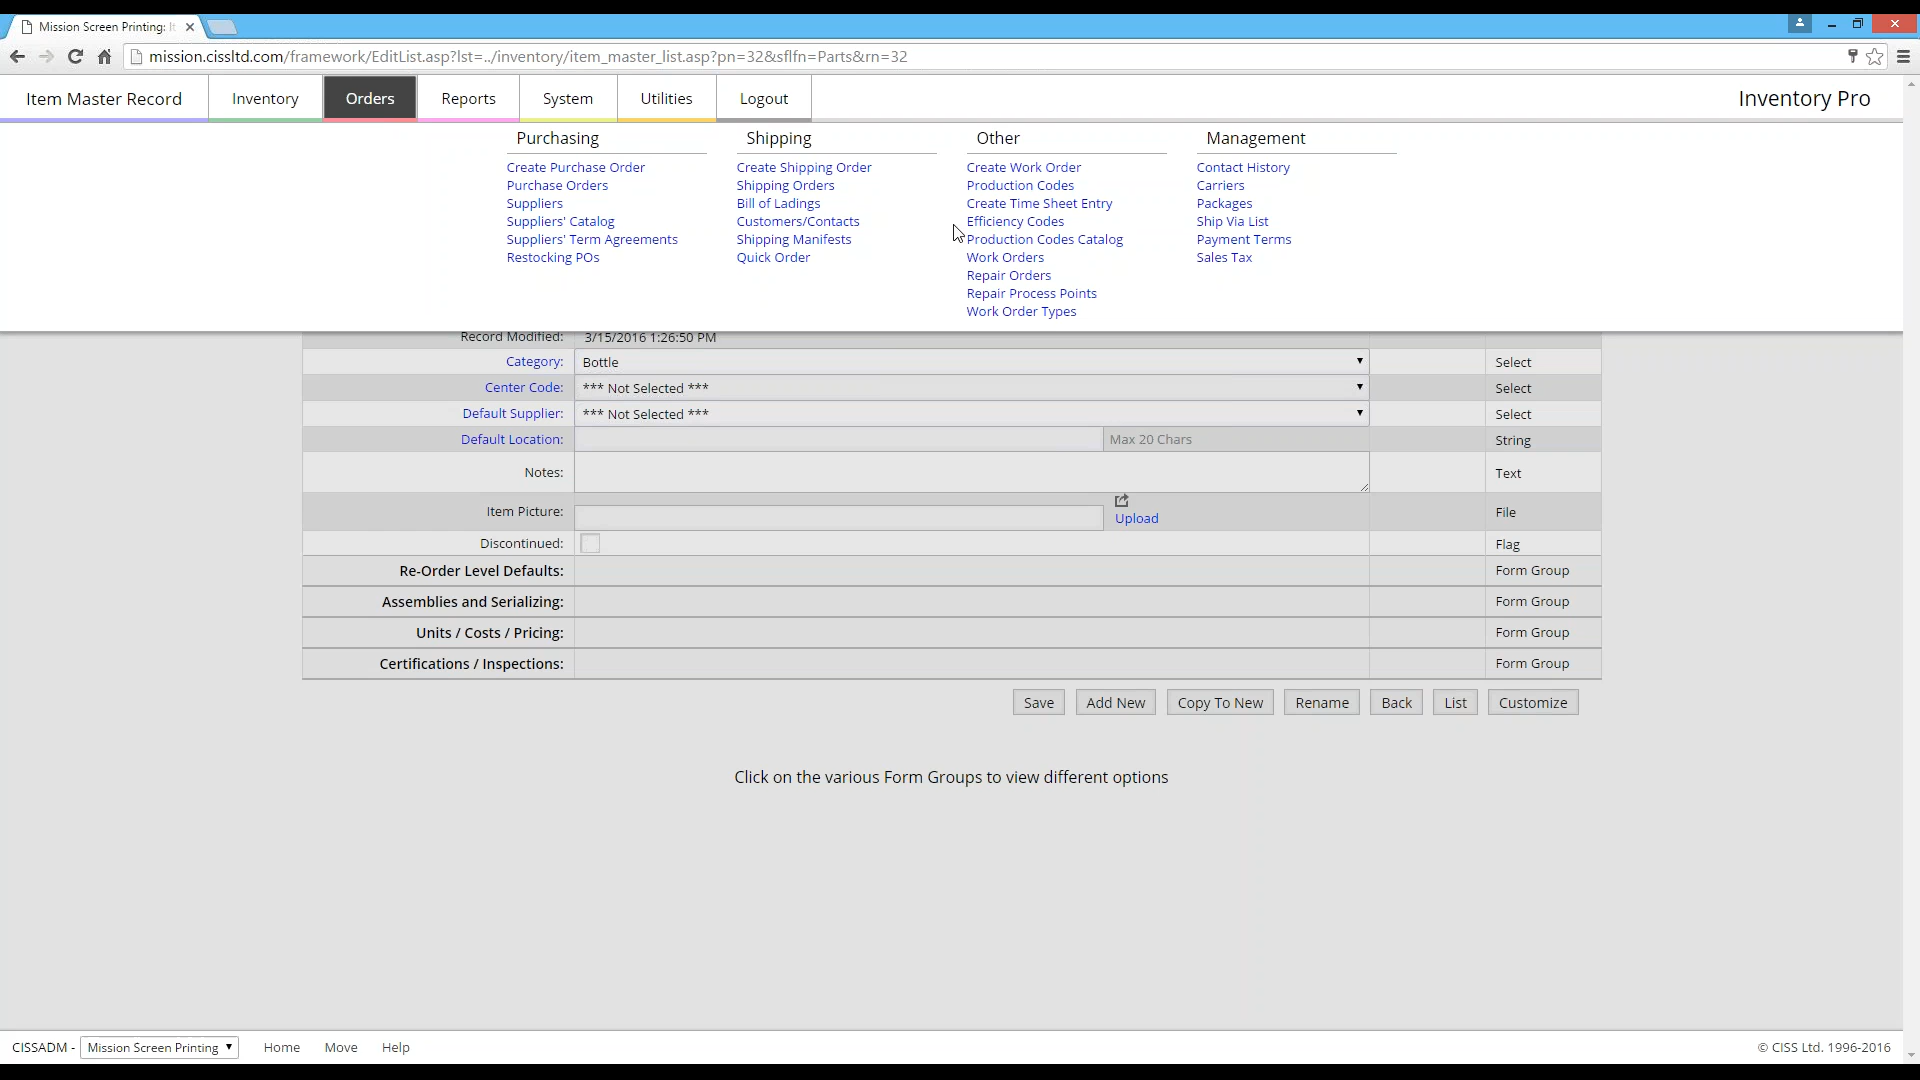 Mission Screen Printing: It
mission.cissltd.com/framework/EditList.asp?lst=../inventory/item_master_list.asp?pn=32&sflfn=Parts&rn=32
Item Master Record Inventory Orders Reports System Utilities Logout Inventory Pro
Purchasing Shipping Other Management
Create Purchase Order Create Shipping Order Create Work Order Contact History
Purchase Orders Shipping Orders Production Codes Carriers
Suppliers Bill of Ladings Create Time Sheet Entry Packages
Suppliers' Catalog Customers/Contacts Efficiency Codes Ship Via List
Suppliers' Term Agreements Shipping Manifests Production Codes Catalog Payment Terms
Restocking POs Quick Order Work Orders Sales Tax
Repair Orders
Repair Process Points
Work Order Types
Record Modified: 3/15/2016 1:26:50 PM
Category: Bottle Select
Center Code: *** Not Selected *** Select
Default Supplier: *** Not Selected *** Select
Default Location: Max 20 Chars String
Notes: Text
Item Picture: Upload File
Discontinued: Flag
Re-Order Level Defaults: Form Group
Assemblies and Serializing: Form Group
Units / Costs / Pricing: Form Group
Certifications / Inspections: Form Group
Save Add New Copy To New Rename Back List Customize
Click on the various Form Groups to view different options
CISSADM - Mission Screen Printing Home Move Help © CISS Ltd. 1996-2016